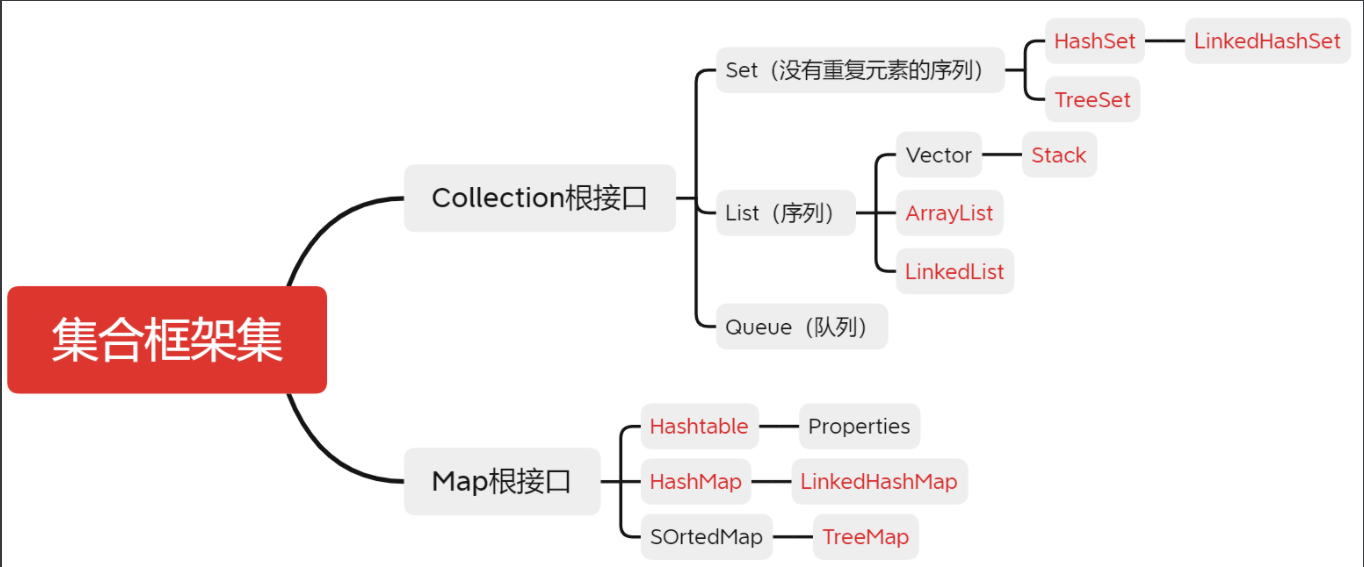 集合框架集
Collection根接口
Set（没有重复元素的序列）
HashSet
LinkedHashSet
TreeSet
List（序列）
Vector
Stack
ArrayList
LinkedList
Queue（队列）
Map根接口
Hashtable
Properties
HashMap
LinkedHashMap
SOrtedMap
TreeMap